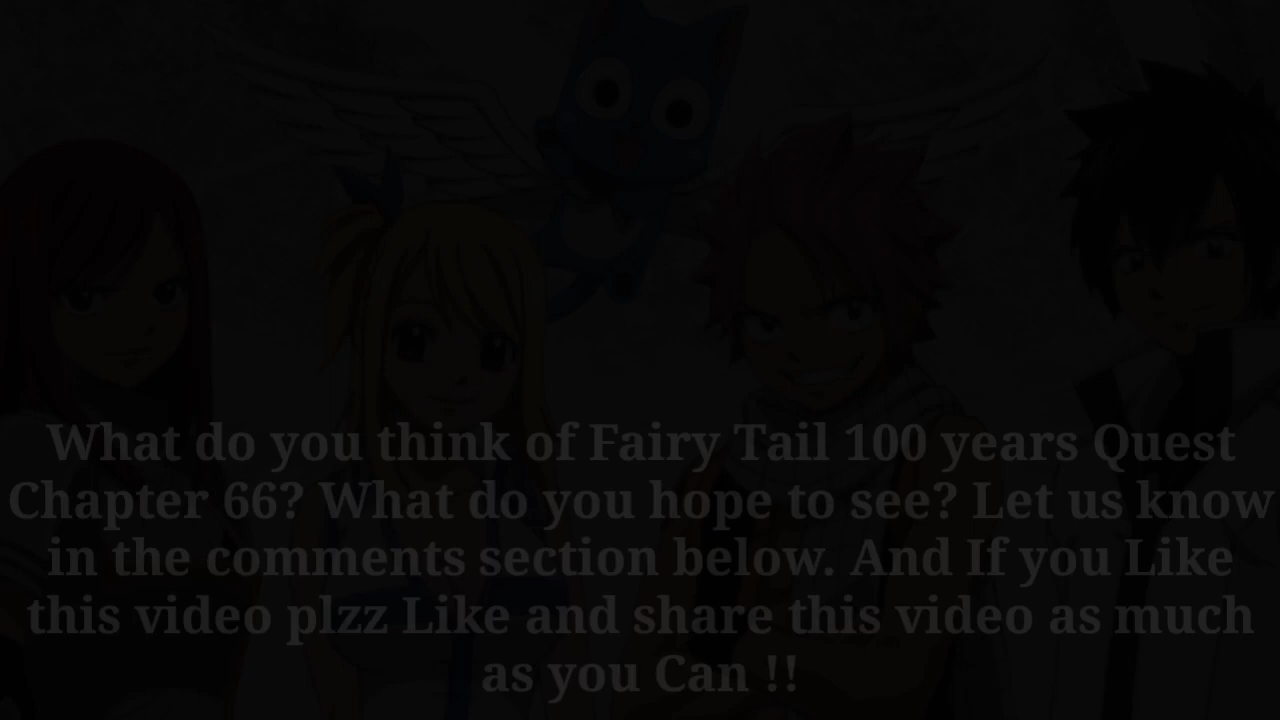 What do you think of Fairy Tail 100 years Quest
Chapter 66? What do you hope to see? Let us know
in the comments section below. And If you Like
this video plzz Like and share this video as much
as you Can !!